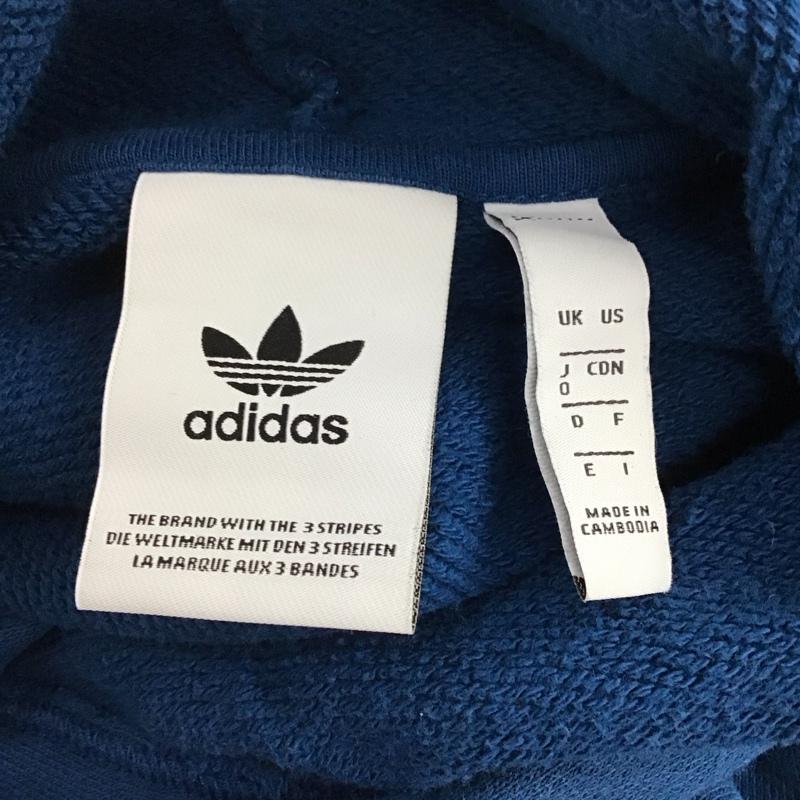 adidas
THE BRAND WITH THE 3 STRIPES
DIE WELTMARKE MIT DEN 3 STREIFEN
LA MARQUE AUX 3 BANDES
UK US
J CDN
O
D F
E I
MADE IN
CAMBODIA